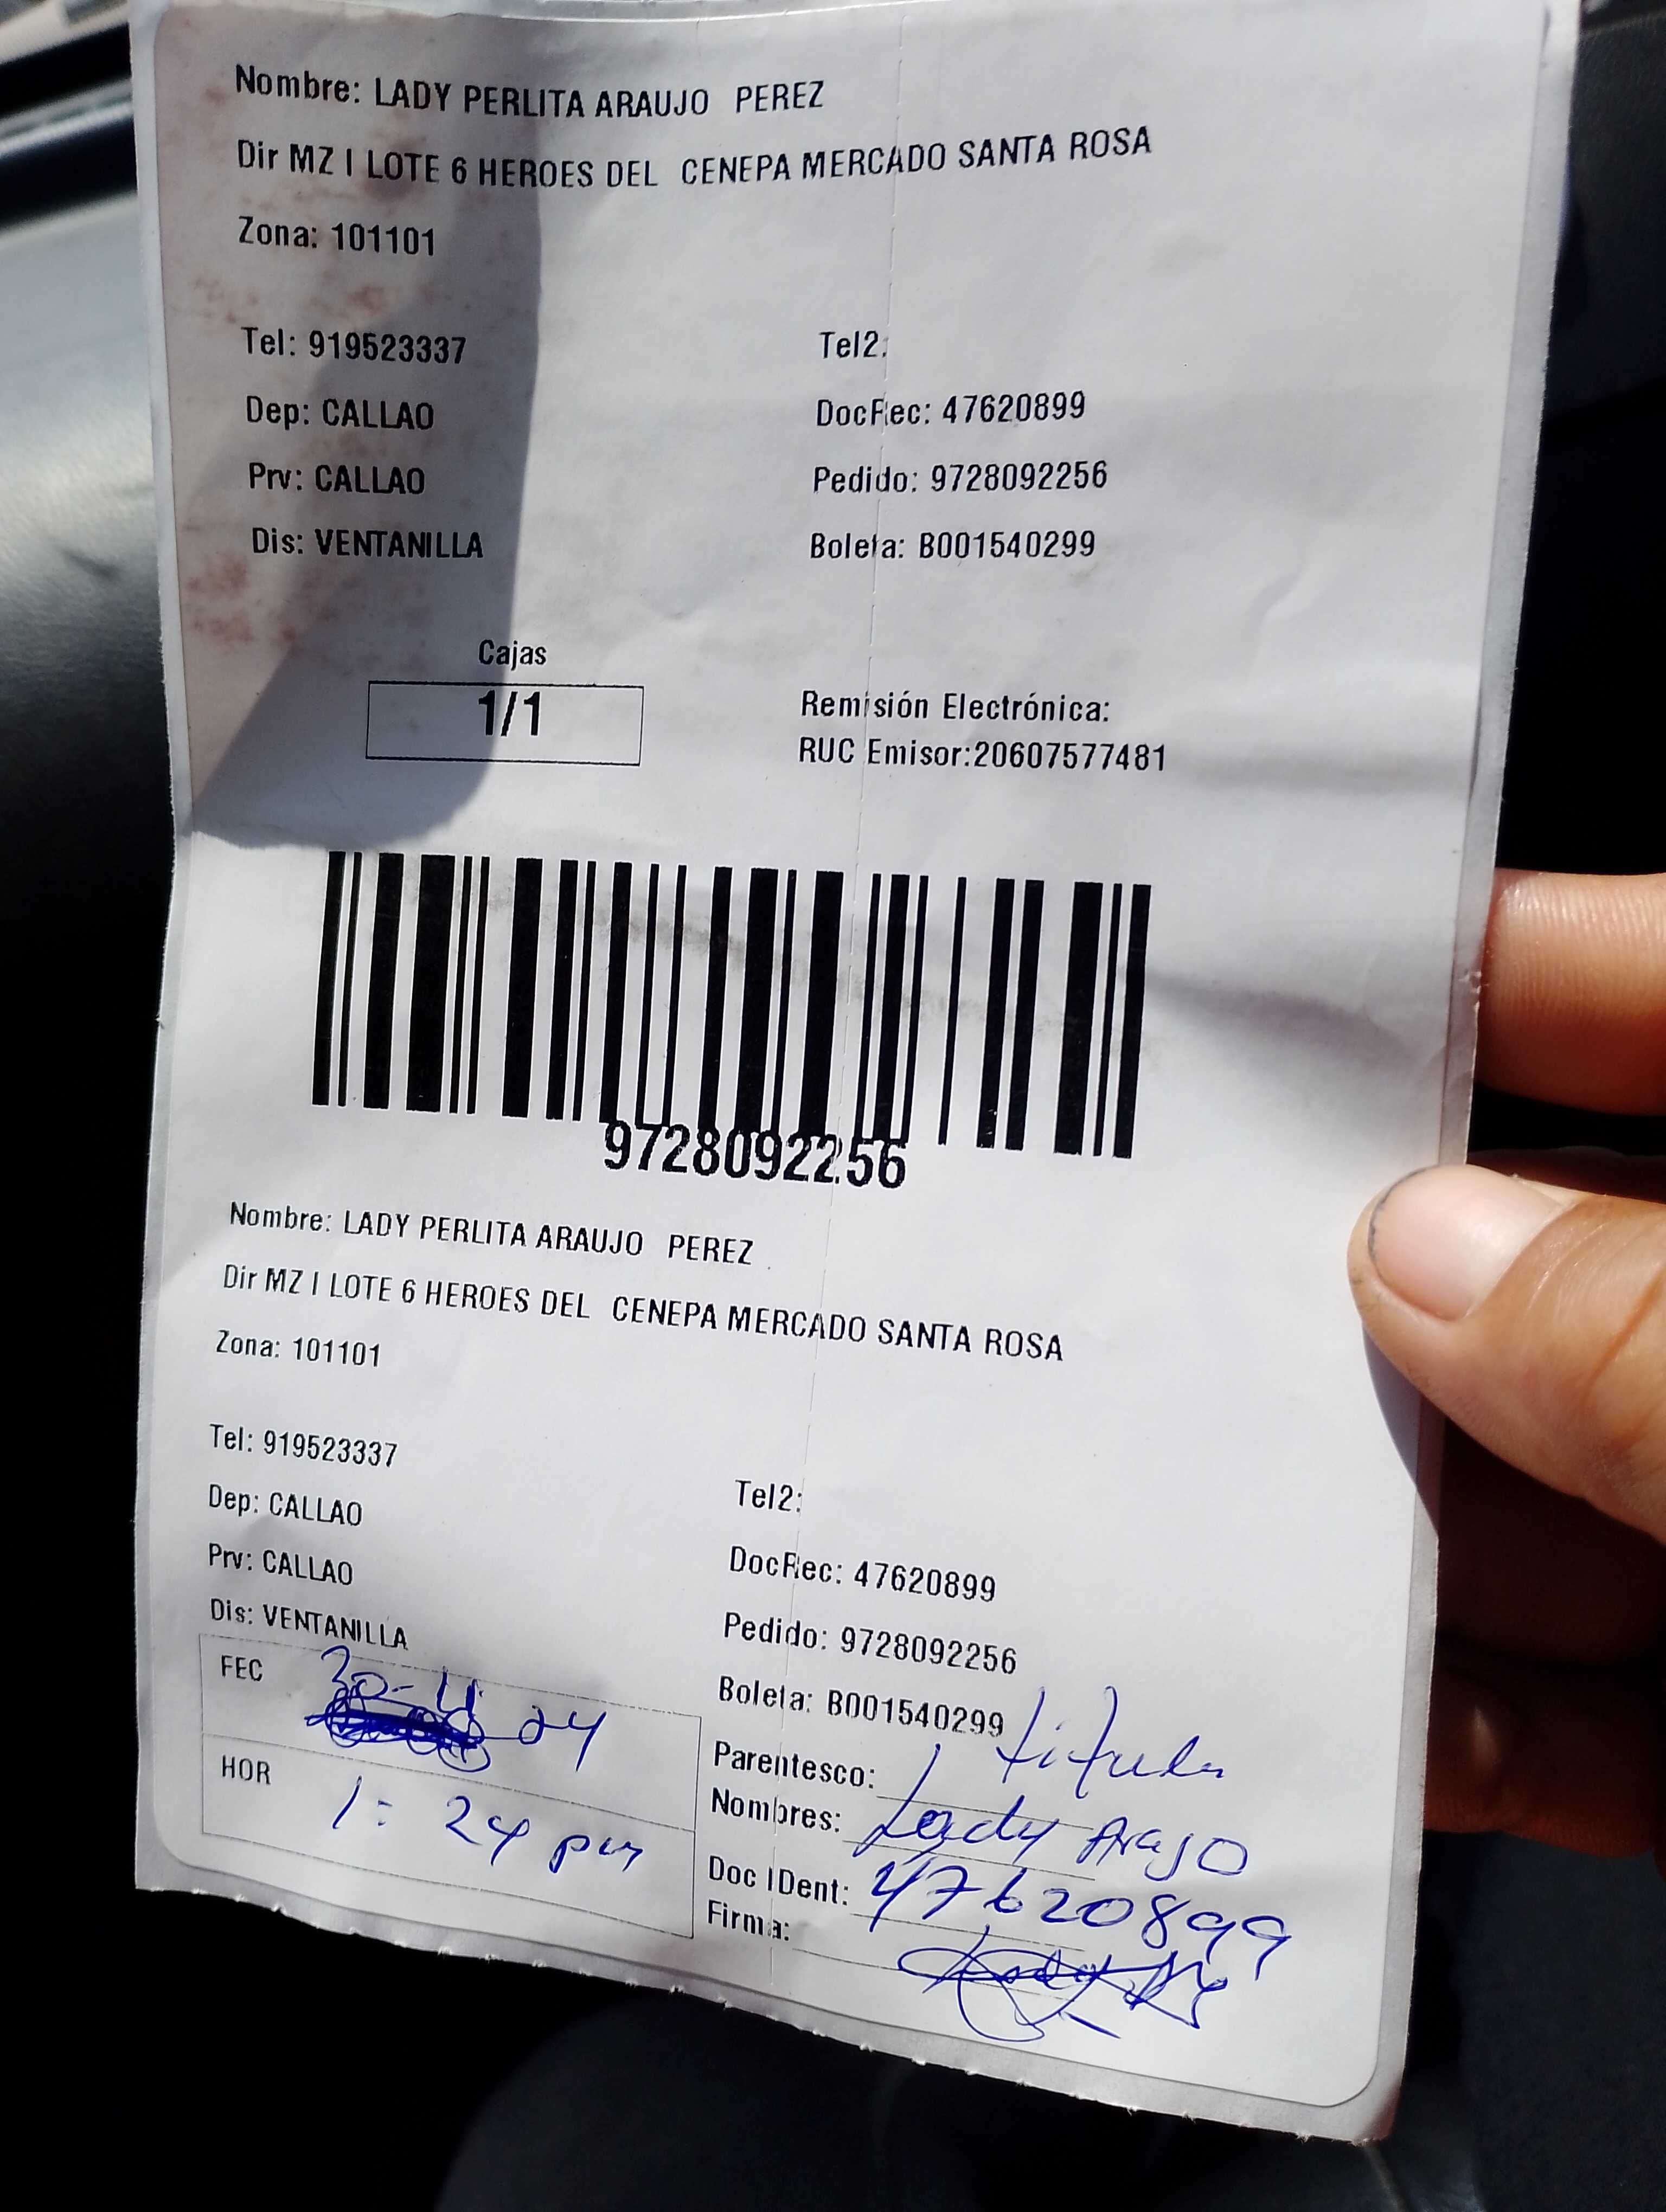 Nombre: LADY PERLITA ARAUJO PEREZ
Dir MZ I LOTE 6 HEROES DEL CENEPA MERCADO SANTA ROSA
Zona: 101101
Tel: 919523337 Tel2:
Dep: CALLAO DocRec: 47620899
Prv: CALLAO Pedido: 9728092256
Dis: VENTANILLA Boleta: B001540299
Cajas
1/1
Remisión Electrónica:
RUC Emisor:20607577481
9728092256
Nombre: LADY PERLITA ARAUJO PEREZ
Dir MZ I LOTE 6 HEROES DEL CENEPA MERCADO SANTA ROSA
Zona: 101101
Tel: 919523337 Tel2:
Dep: CALLAO DocRec: 47620899
Prv: CALLAO Pedido: 9728092256
Dis: VENTANILLA Boleta: B001540299
FEC 30-11 24
HOR 1:24 pm
Parentesco: titular
Nombres: Lady Arajo
Doc IDent: 47620899
Firma: